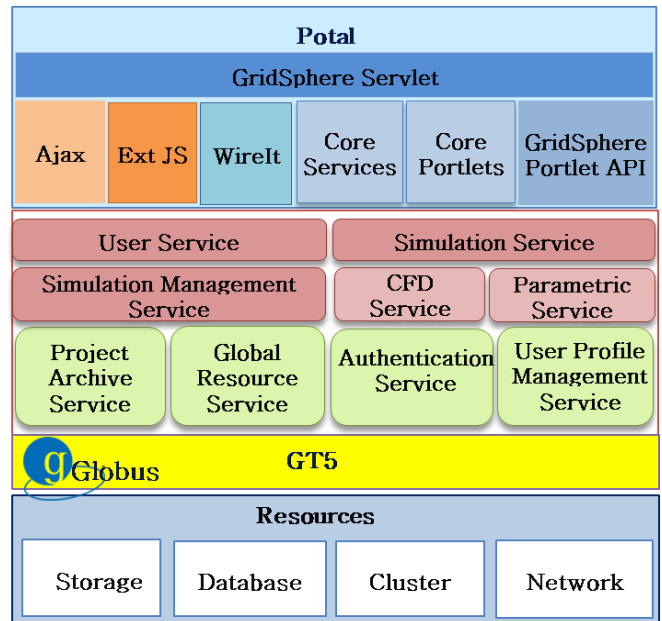 Potal
GridSphere Servlet
Ajax
Ext JS
WireIt
Core
Services
Core
Portlets
GridSphere
Portlet API
User Service
Simulation Service
Simulation Management
Service
CFD
Service
Parametric
Service
Project
Archive
Service
Global
Resource
Service
Authentication
Service
User Profile
Management
Service
g
Globus
GT5
Resources
Storage
Database
Cluster
Network